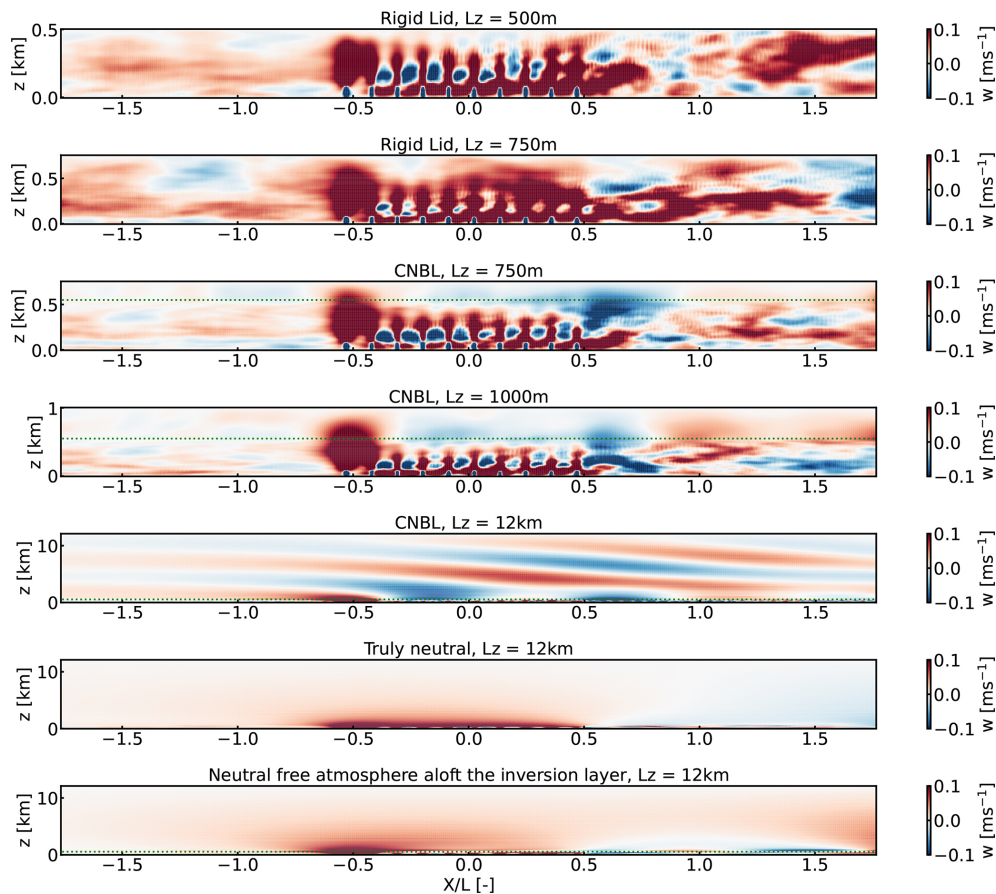 Rigid Lid, Lz = 500m
z [km]
0.5
0.0
−1.5 −1.0 −0.5 0.0 0.5 1.0 1.5
0.1
0.0
−0.1
w [ms⁻¹]
Rigid Lid, Lz = 750m
z [km]
0.5
0.0
−1.5 −1.0 −0.5 0.0 0.5 1.0 1.5
0.1
0.0
−0.1
w [ms⁻¹]
CNBL, Lz = 750m
z [km]
0.5
0.0
−1.5 −1.0 −0.5 0.0 0.5 1.0 1.5
0.1
0.0
−0.1
w [ms⁻¹]
CNBL, Lz = 1000m
z [km]
1
0
−1.5 −1.0 −0.5 0.0 0.5 1.0 1.5
0.1
0.0
−0.1
w [ms⁻¹]
CNBL, Lz = 12km
z [km]
10
0
−1.5 −1.0 −0.5 0.0 0.5 1.0 1.5
0.1
0.0
−0.1
w [ms⁻¹]
Truly neutral, Lz = 12km
z [km]
10
0
−1.5 −1.0 −0.5 0.0 0.5 1.0 1.5
0.1
0.0
−0.1
w [ms⁻¹]
Neutral free atmosphere aloft the inversion layer, Lz = 12km
z [km]
10
0
−1.5 −1.0 −0.5 0.0 0.5 1.0 1.5
X/L [-]
0.1
0.0
−0.1
w [ms⁻¹]